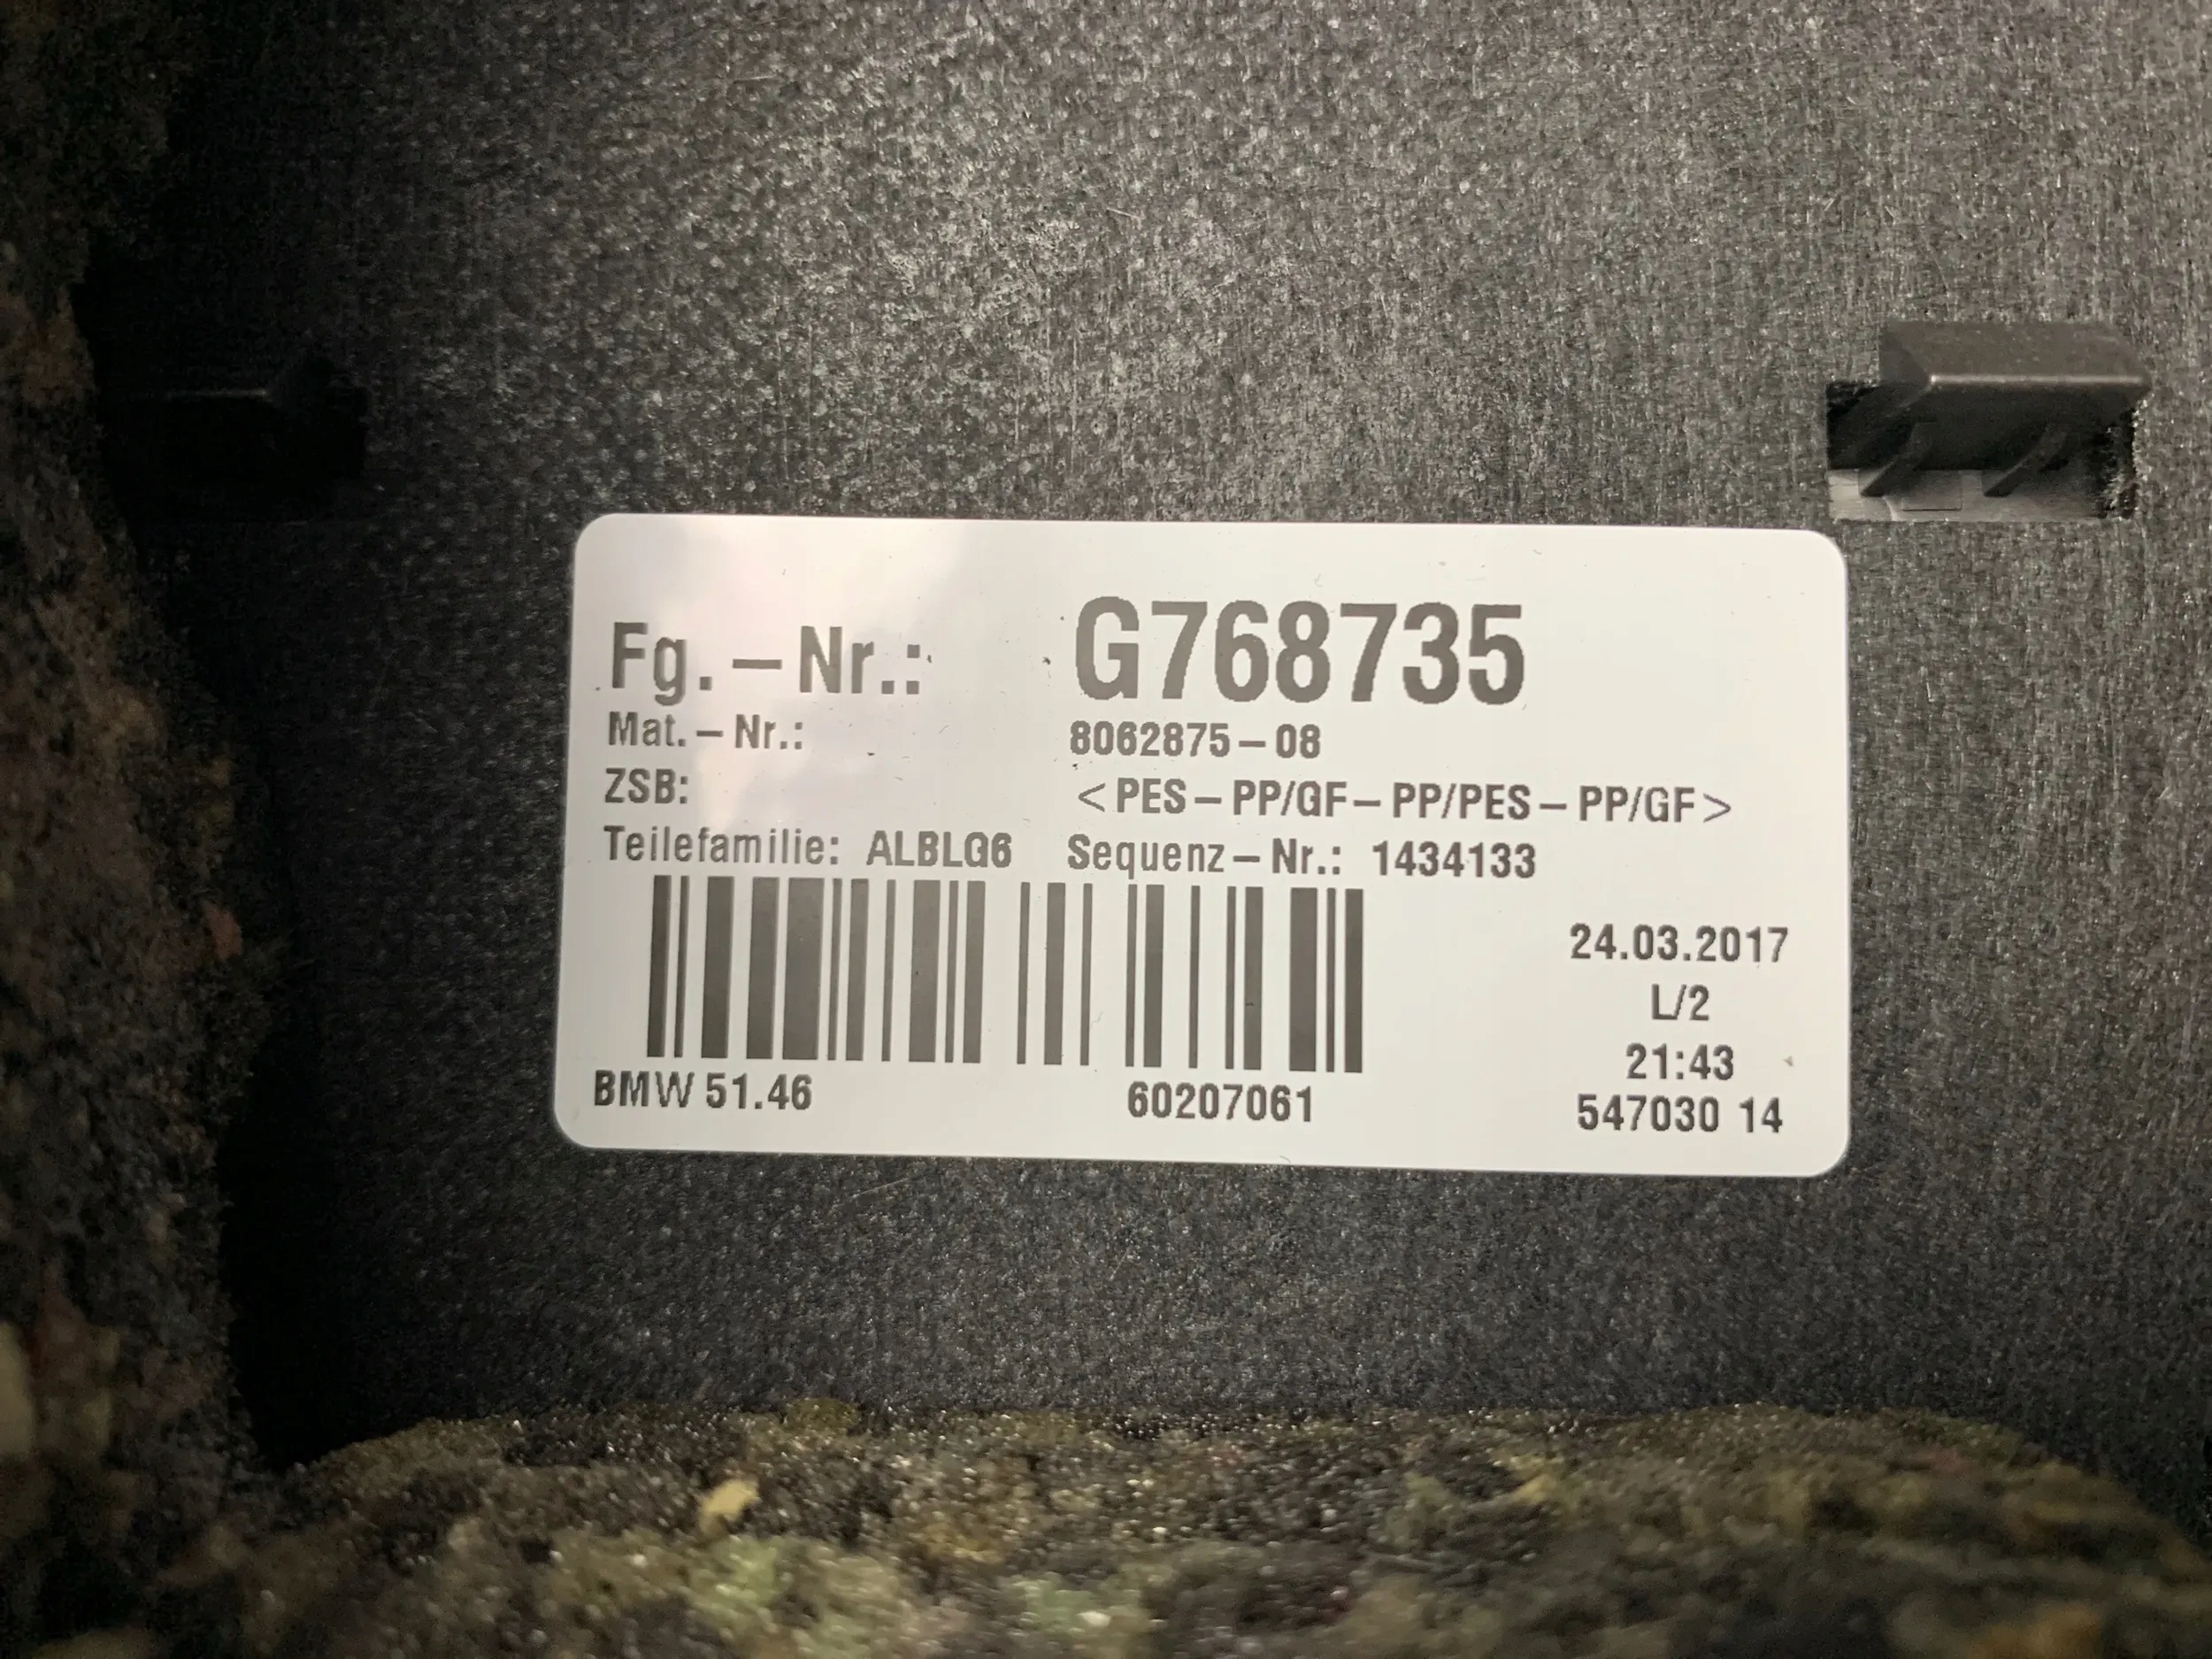 Fg.-Nr.: G768735
Mat.-Nr.: 8062875-08
ZSB: <PES-PP/GF-PP/PES-PP/GF>
Teilefamilie: ALBLG6 Sequenz-Nr.: 1434133
24.03.2017
L/2
21:43
BMW 51.46 60207061 547030 14